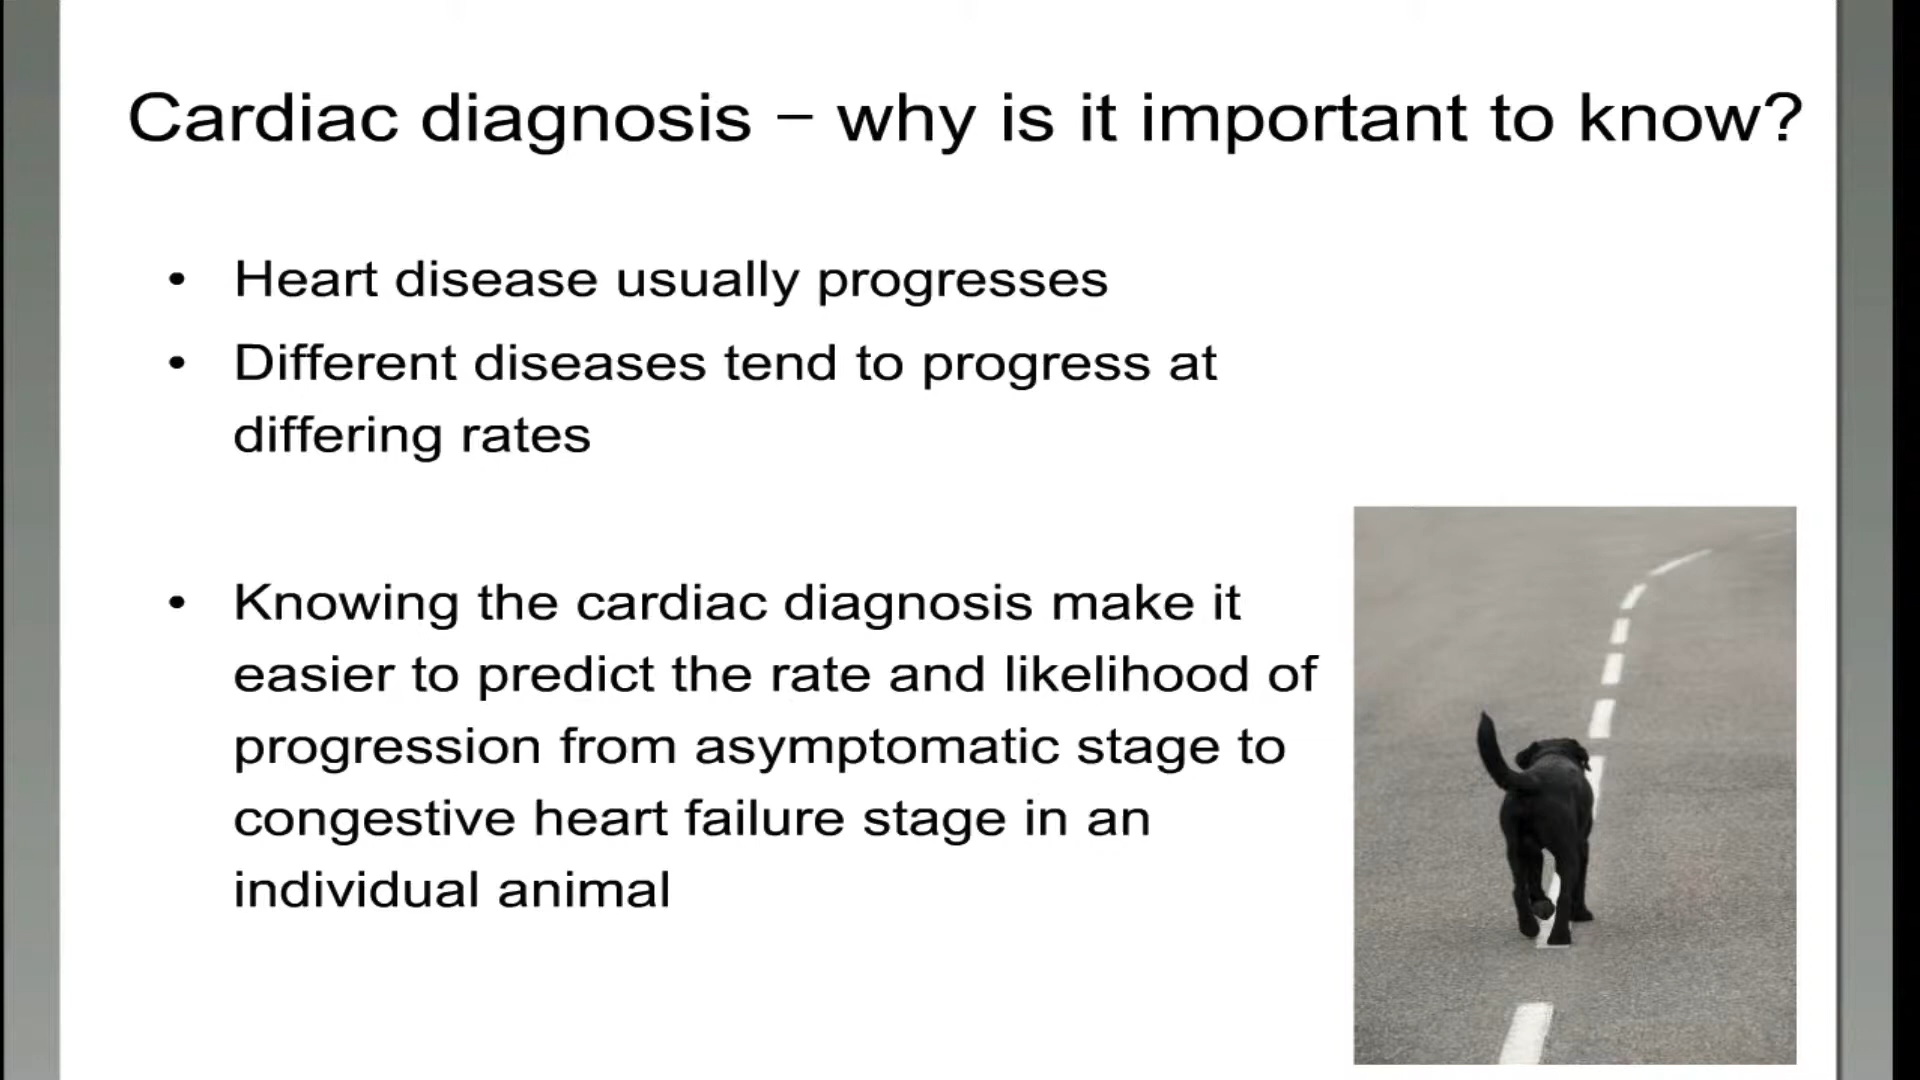 Cardiac diagnosis – why is it important to know?
• Heart disease usually progresses
• Different diseases tend to progress at
differing rates
• Knowing the cardiac diagnosis make it
easier to predict the rate and likelihood of
progression from asymptomatic stage to
congestive heart failure stage in an
individual animal